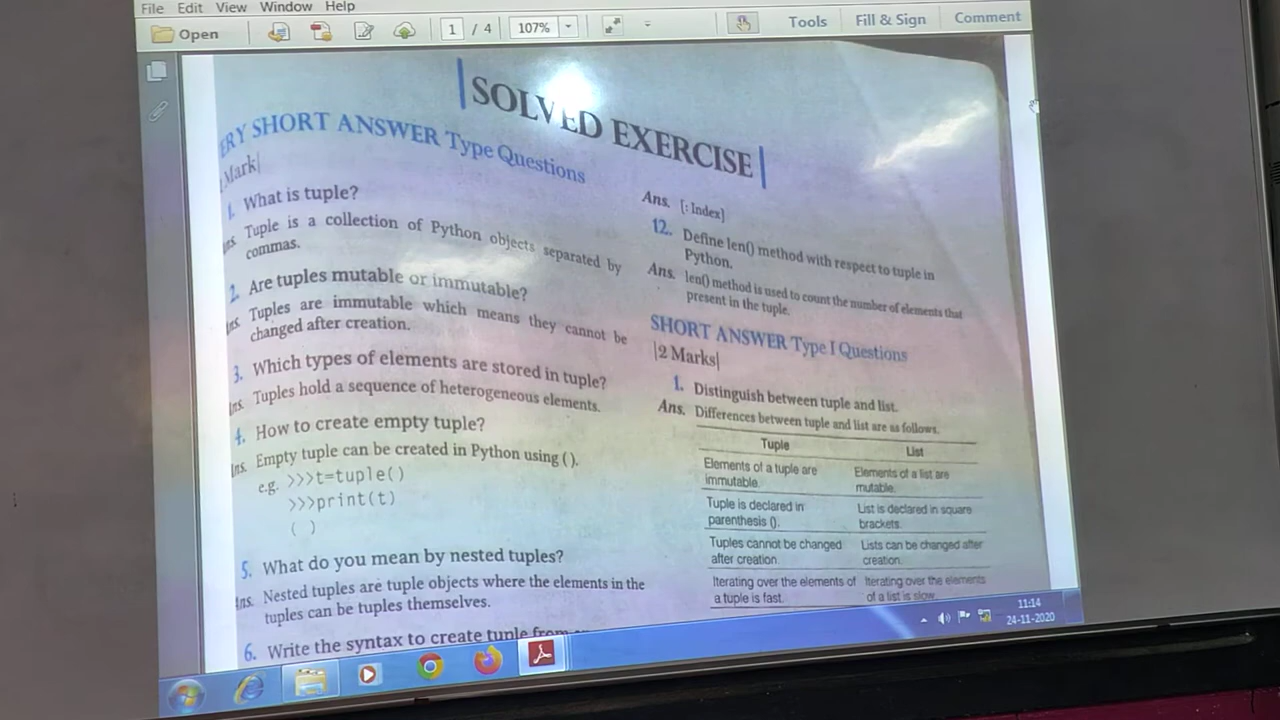 File Edit View Window Help
Open
1 / 4
107%
Tools
Fill & Sign
Comment
SOLVED EXERCISE
ERY SHORT ANSWER Type Questions
Mark|
1. What is tuple?
ns. Tuple is a collection of Python objects separated by
commas.
2. Are tuples mutable or immutable?
ns. Tuples are immutable which means they cannot be
changed after creation.
3. Which types of elements are stored in tuple?
ns. Tuples hold a sequence of heterogeneous elements.
4. How to create empty tuple?
ns. Empty tuple can be created in Python using ( ).
e.g. >>>t=tuple()
>>>print(t)
( )
5. What do you mean by nested tuples?
ns. Nested tuples are tuple objects where the elements in the
tuples can be tuples themselves.
6. Write the syntax to create tuple from
Ans. [: Index]
12. Define len() method with respect to tuple in
Python.
Ans. len() method is used to count the number of elements that
present in the tuple.
SHORT ANSWER Type I Questions
|2 Marks|
1. Distinguish between tuple and list.
Ans. Differences between tuple and list are as follows.
Tuple List
Elements of a tuple are Elements of a list are
immutable. mutable.
Tuple is declared in List is declared in square
parenthesis (). brackets.
Tuples cannot be changed Lists can be changed after
after creation. creation.
Iterating over the elements of Iterating over the elements
a tuple is fast. of a list is slow.
11:14
24-11-2020